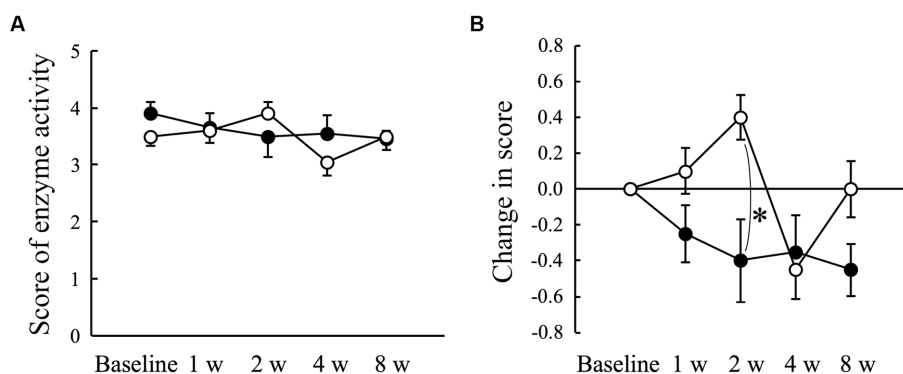 A
Score of enzyme activity
5
4
3
2
1
0
Baseline 1 w 2 w 4 w 8 w
B
Change in score
0.8
0.6
0.4
0.2
0.0
-0.2
-0.4
-0.6
-0.8
*
Baseline 1 w 2 w 4 w 8 w